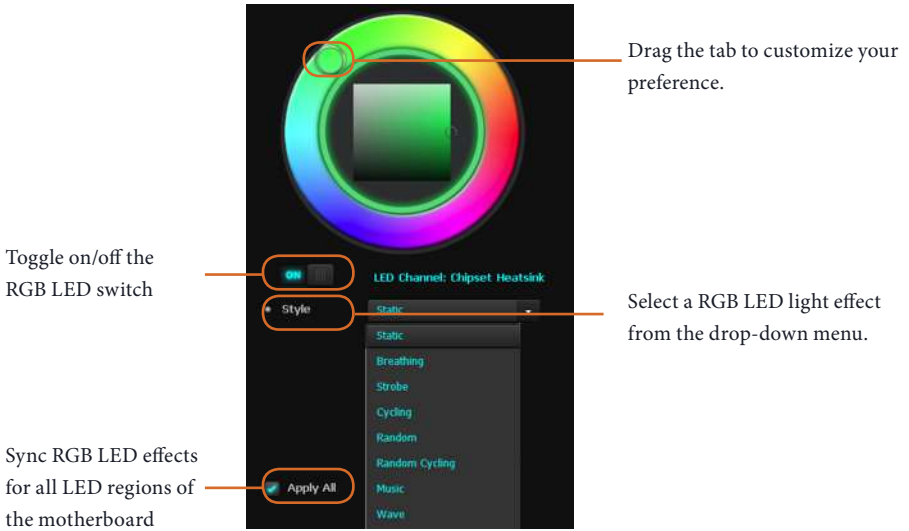 Drag the tab to customize your
preference.
Toggle on/off the
RGB LED switch
ON
LED Channel: Chipset Heatsink
Style
Static
Select a RGB LED light effect
from the drop-down menu.
Static
Breathing
Strobe
Cycling
Random
Random Cycling
Music
Wave
Sync RGB LED effects
for all LED regions of
the motherboard
Apply All